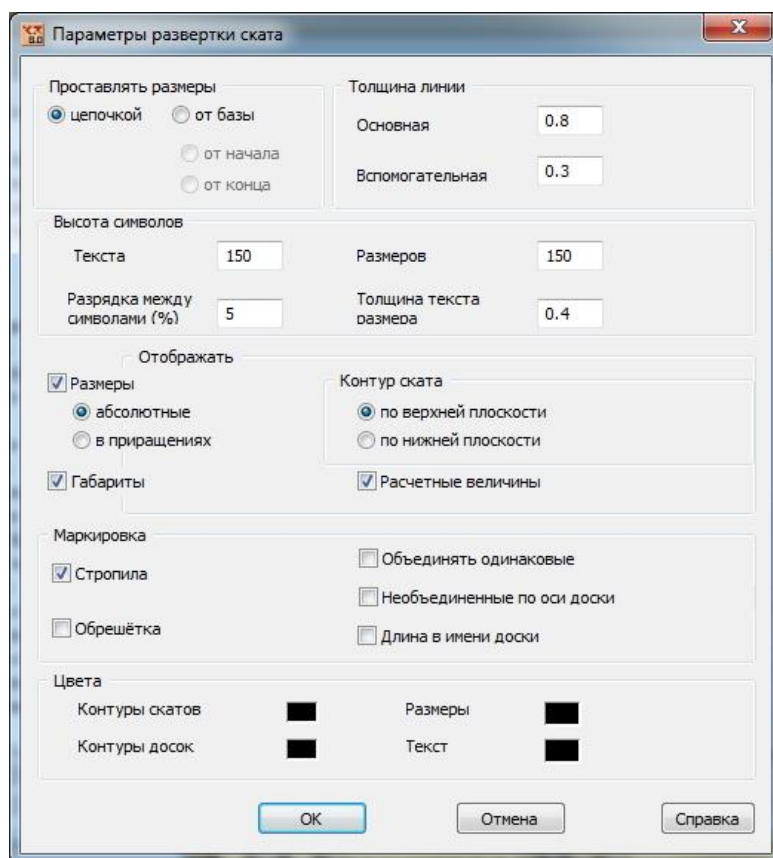 Параметры развертки ската
Проставлять размеры
цепочкой от базы
от начала
от конца
Толщина линии
Основная 0.8
Вспомогательная 0.3
Высота символов
Текста 150 Размеров 150
Разрядка между
символами (%) 5
Толщина текста
размера 0.4
Отображать
Размеры
абсолютные
в приращениях
Контур ската
по верхней плоскости
по нижней плоскости
Габариты Расчетные величины
Маркировка
Стропила
Обрешётка
Объединять одинаковые
Необъединенные по оси доски
Длина в имени доски
Цвета
Контуры скатов Размеры
Контуры досок Текст
OK Отмена Справка